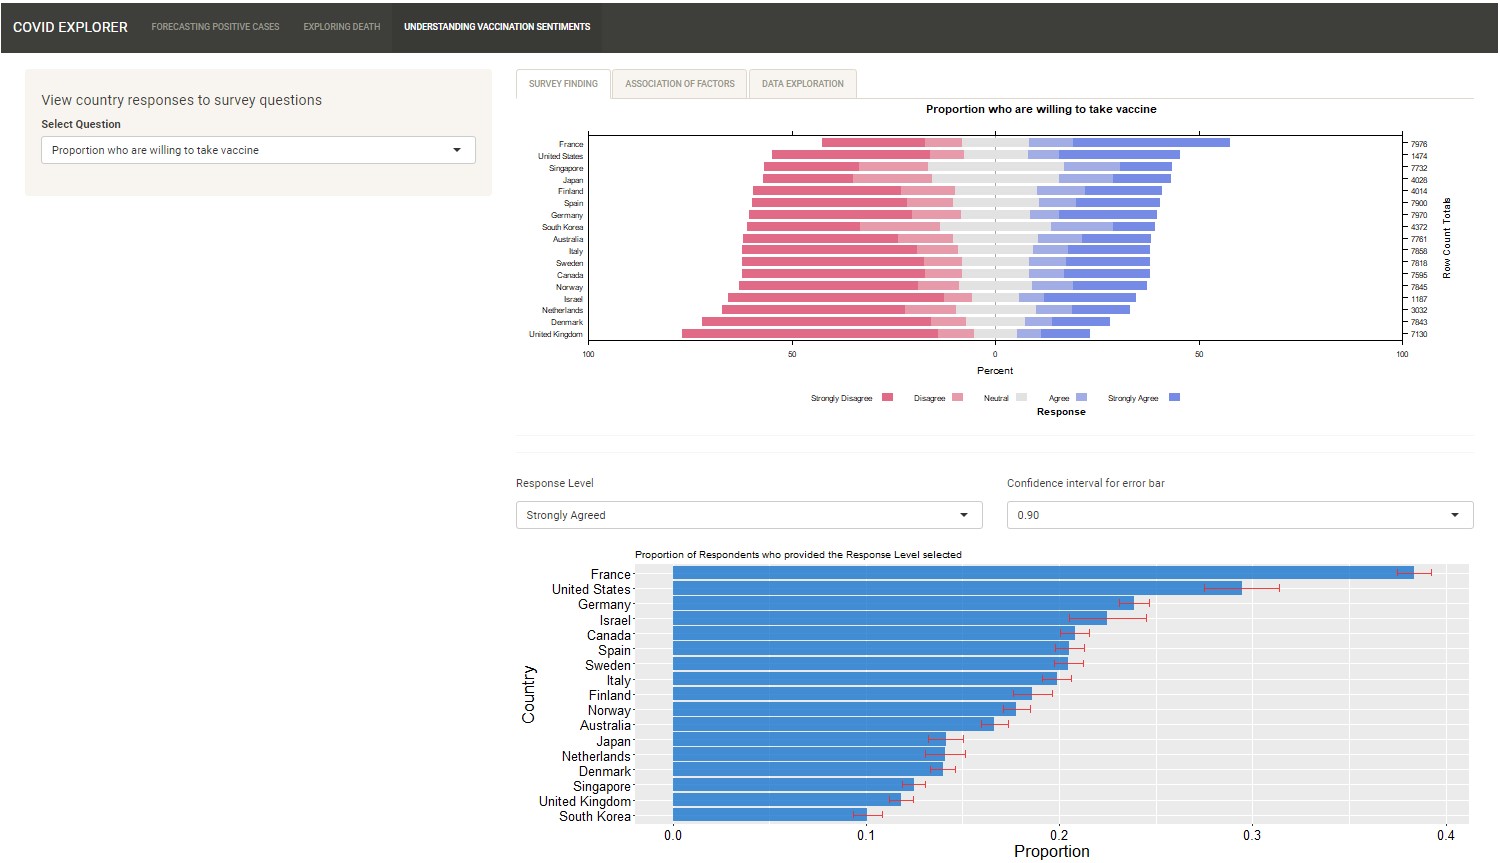 COVID EXPLORER FORECASTING POSITIVE CASES EXPLORING DEATH UNDERSTANDING VACCINATION SENTIMENTS
View country responses to survey questions
Select Question
Proportion who are willing to take vaccine
SURVEY FINDING ASSOCIATION OF FACTORS DATA EXPLORATION
Proportion who are willing to take vaccine
France 7976
United States 1474
Singapore 7732
Japan 4028
Finland 4014
Spain 7900
Germany 7970
South Korea 4372
Australia 7761
Italy 7858
Sweden 7818
Canada 7595
Norway 7845
Israel 1187
Netherlands 3032
Denmark 7843
United Kingdom 7130
Row Count Totals
100 50 0 50 100
Percent
Strongly Disagree Disagree Neutral Agree Strongly Agree
Response
Response Level
Strongly Agreed
Confidence interval for error bar
0.90
Proportion of Respondents who provided the Response Level selected
Country
France
United States
Germany
Israel
Canada
Spain
Sweden
Italy
Finland
Norway
Australia
Japan
Netherlands
Denmark
Singapore
United Kingdom
South Korea
0.0 0.1 0.2 0.3 0.4
Proportion